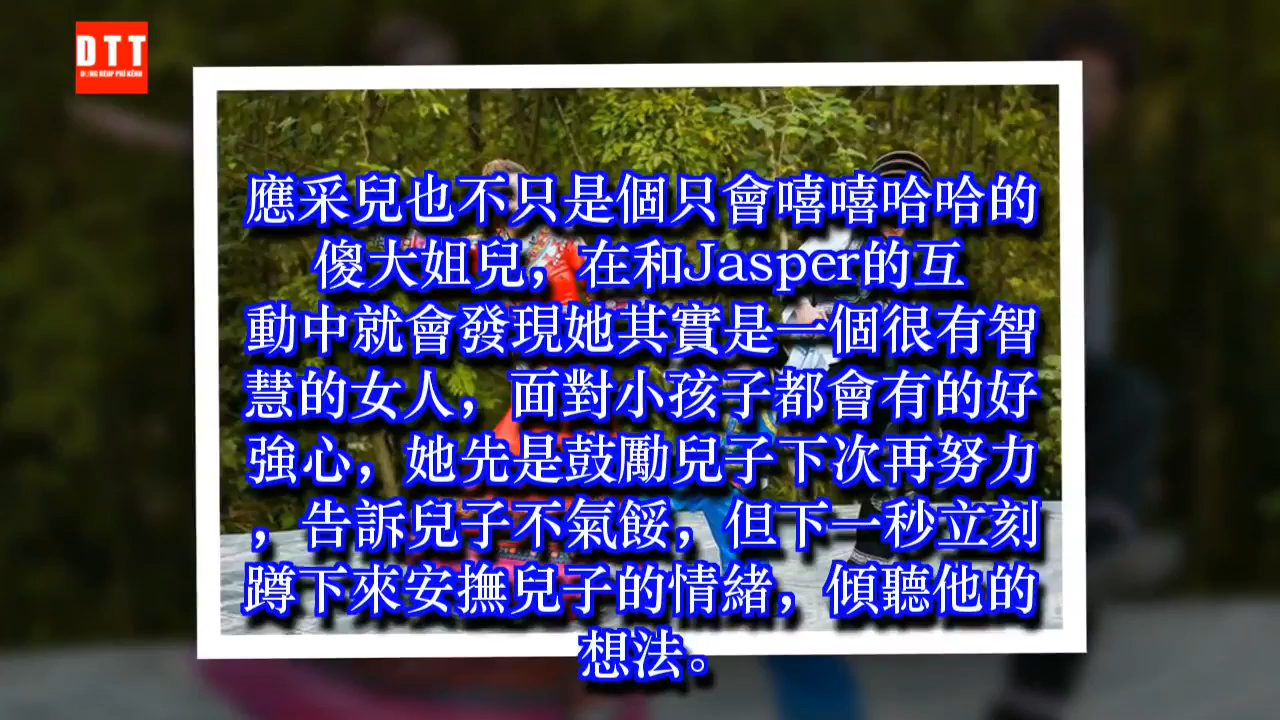 DTT
應采兒也不只是個只會嘻嘻哈哈的
傻大姐兒，在和Jasper的互
動中就會發現她其實是一個很有智
慧的女人，面對小孩子都會有的好
強心，她先是鼓勵兒子下次再努力
，告訴兒子不氣餒，但下一秒立刻
蹲下來安撫兒子的情緒，傾聽他的
想法。